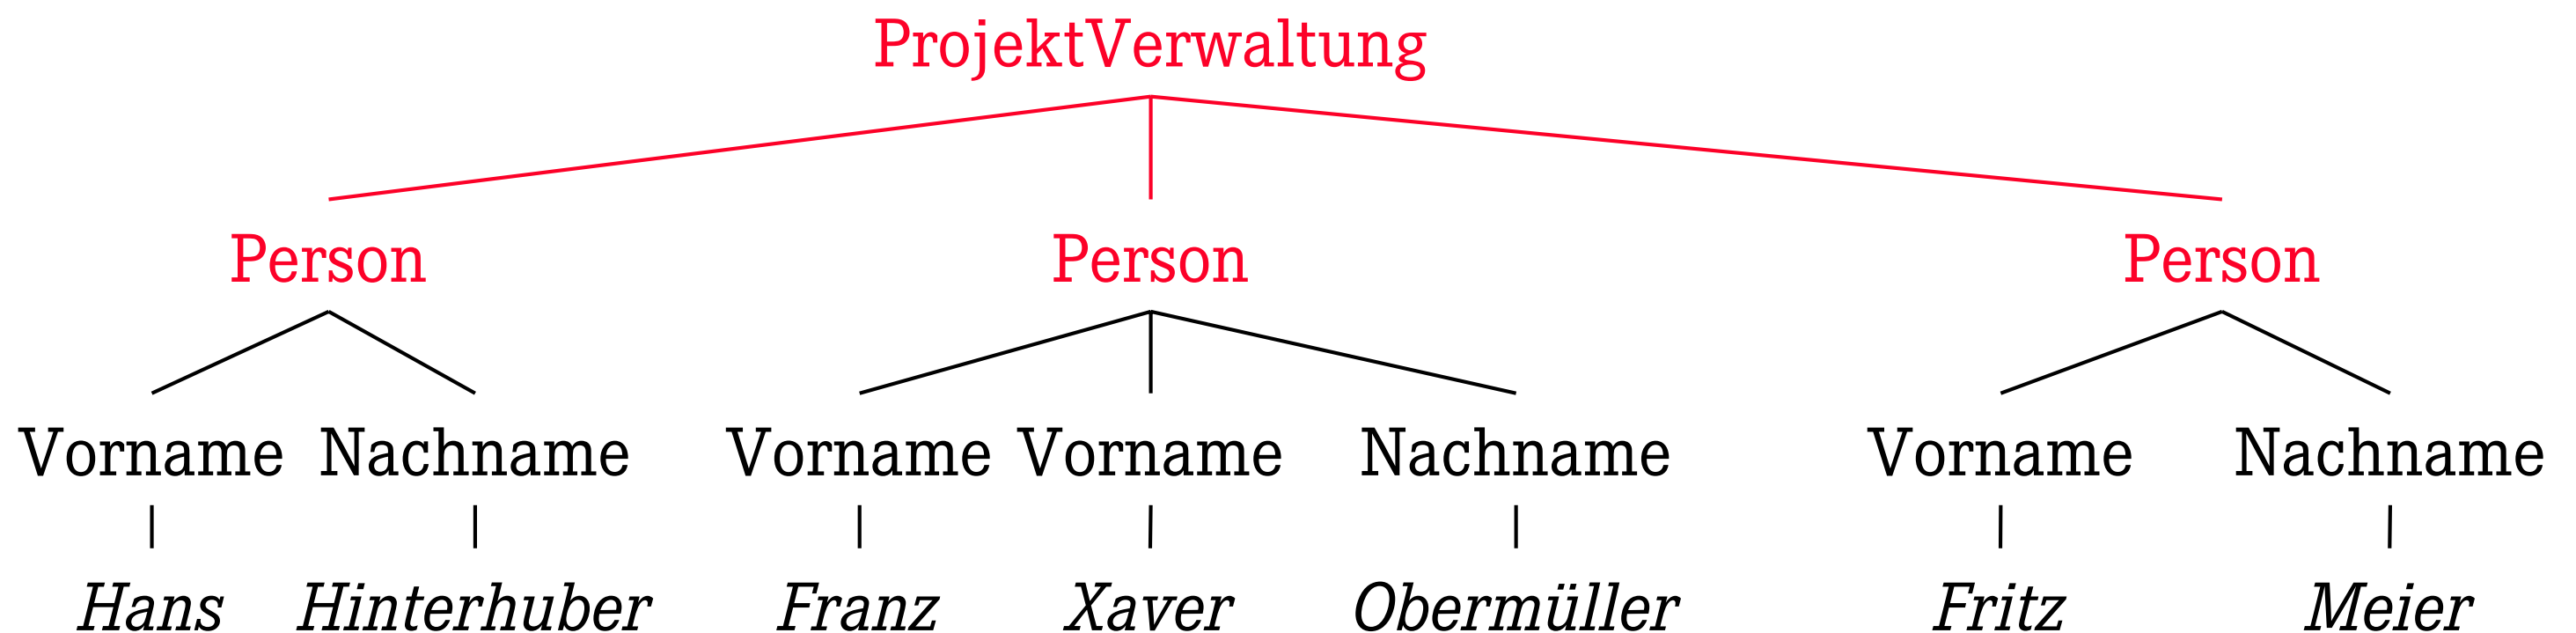 ProjektVerwaltung
Person Person Person
Vorname Nachname Vorname Vorname Nachname Vorname Nachname
Hans Hinterhuber Franz Xaver Obermüller Fritz Meier